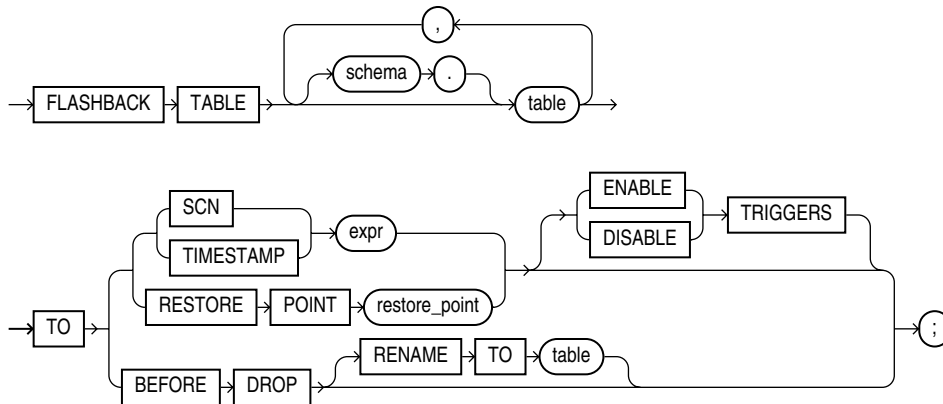 ,
schema .
FLASHBACK TABLE table
SCN ENABLE
expr TRIGGERS
TIMESTAMP DISABLE
RESTORE POINT restore_point
TO ;
RENAME TO table
BEFORE DROP